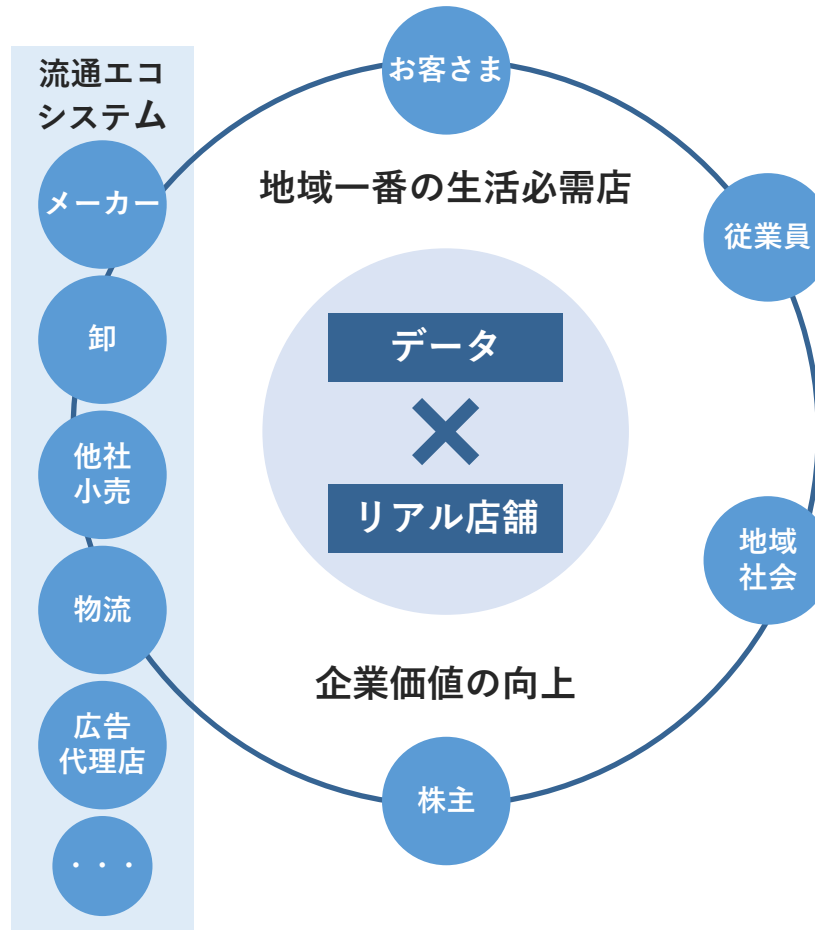 流通エコ
システム
メーカー
卸
他社
小売
物流
広告
代理店
・・・
お客さま
地域一番の生活必需店
データ
×
リアル店舗
企業価値の向上
従業員
地域
社会
株主